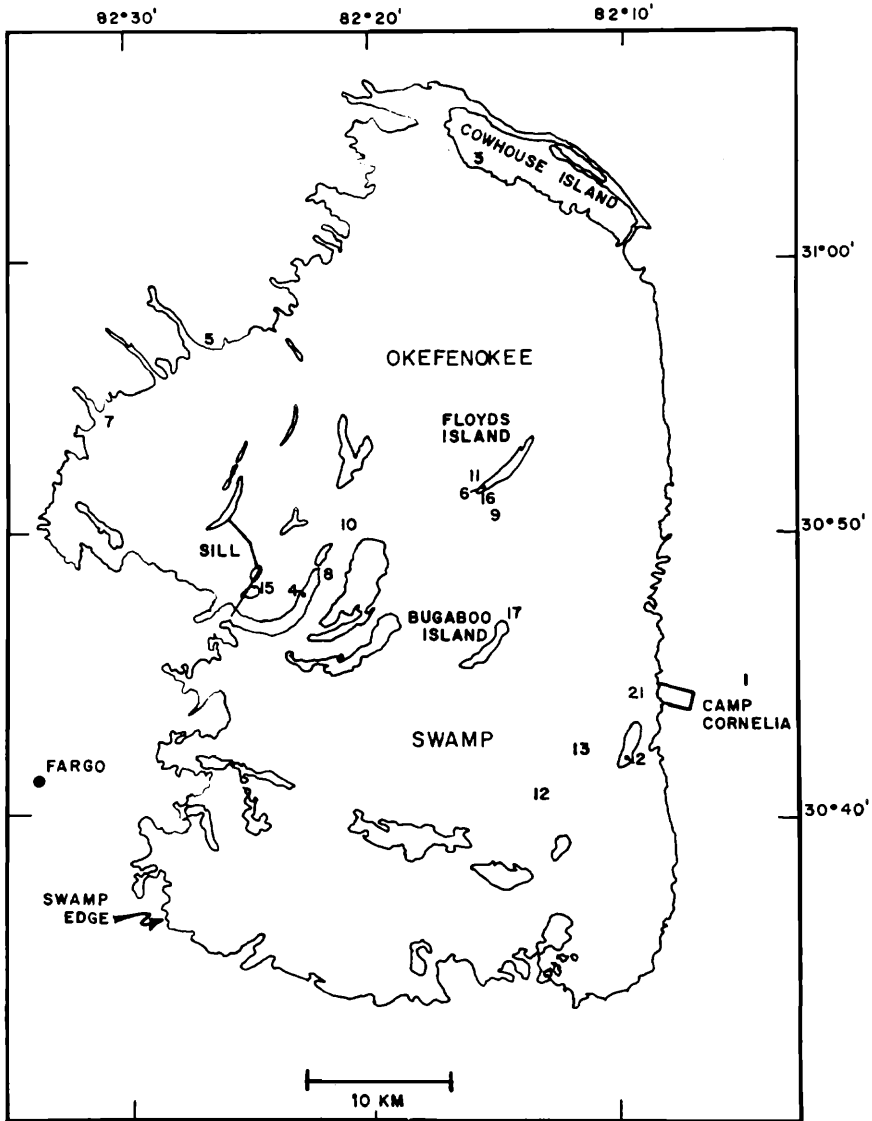 82°30' 82°20' 82°10'
COWHOUSE ISLAND
3
31°00'
5
OKEFENOKEE
7
FLOYDS
ISLAND
11
6 16
9
30°50'
10
SILL
8
15 4
BUGABOO
ISLAND
17
21
1
CAMP
CORNELIA
SWAMP
13
2
FARGO
12
30°40'
SWAMP
EDGE
10 KM